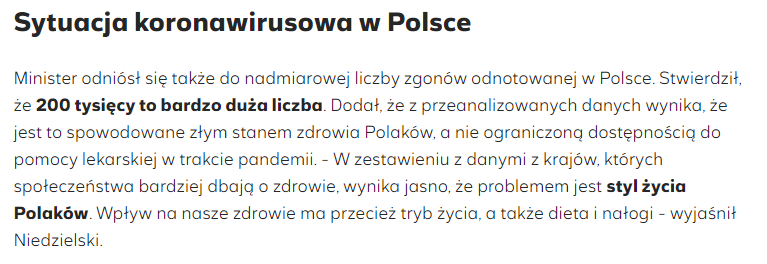 Sytuacja koronawirusowa w Polsce
Minister odniósł się także do nadmiarowej liczby zgonów odnotowanej w Polsce. Stwierdził,
że 200 tysięcy to bardzo duża liczba. Dodał, że z przeanalizowanych danych wynika, że
jest to spowodowane złym stanem zdrowia Polaków, a nie ograniczoną dostępnością do
pomocy lekarskiej w trakcie pandemii. - W zestawieniu z danymi z krajów, których
społeczeństwa bardziej dbają o zdrowie, wynika jasno, że problemem jest styl życia
Polaków. Wpływ na nasze zdrowie ma przecież tryb życia, a także dieta i nałogi - wyjaśnił
Niedzielski.